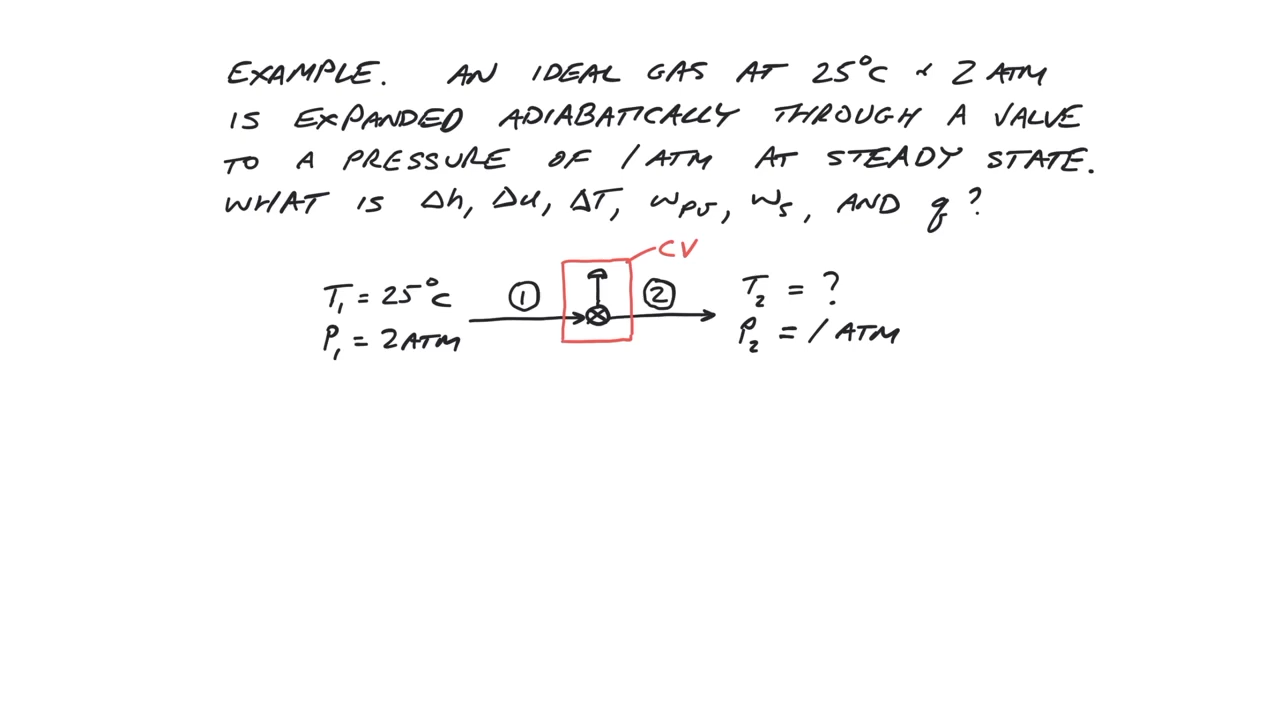 EXAMPLE. AN IDEAL GAS AT 25°C & 2 ATM
IS EXPANDED ADIABATICALLY THROUGH A VALVE
TO A PRESSURE OF 1 ATM AT STEADY STATE.
WHAT IS Δh, Δu, ΔT, wPV, wS, AND q?
CV
T1 = 25°C
1
2
T2 = ?
P1 = 2 ATM
P2 = 1 ATM